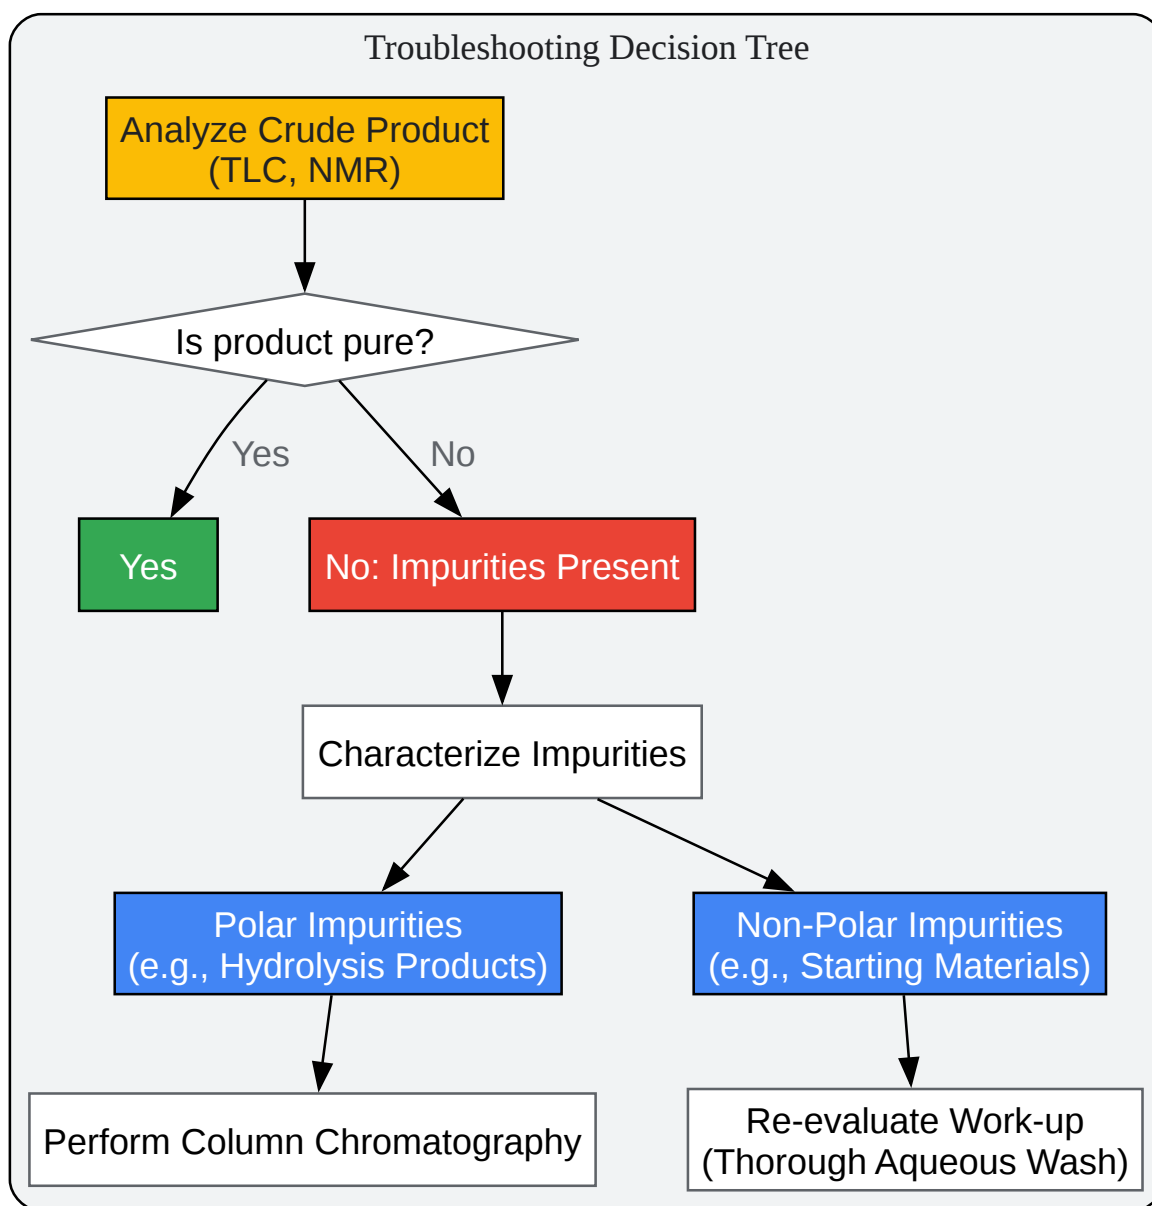 Troubleshooting Decision Tree
Analyze Crude Product
(TLC, NMR)
Is product pure?
Yes
No
Yes
No: Impurities Present
Characterize Impurities
Polar Impurities
(e.g., Hydrolysis Products)
Non-Polar Impurities
(e.g., Starting Materials)
Perform Column Chromatography
Re-evaluate Work-up
(Thorough Aqueous Wash)